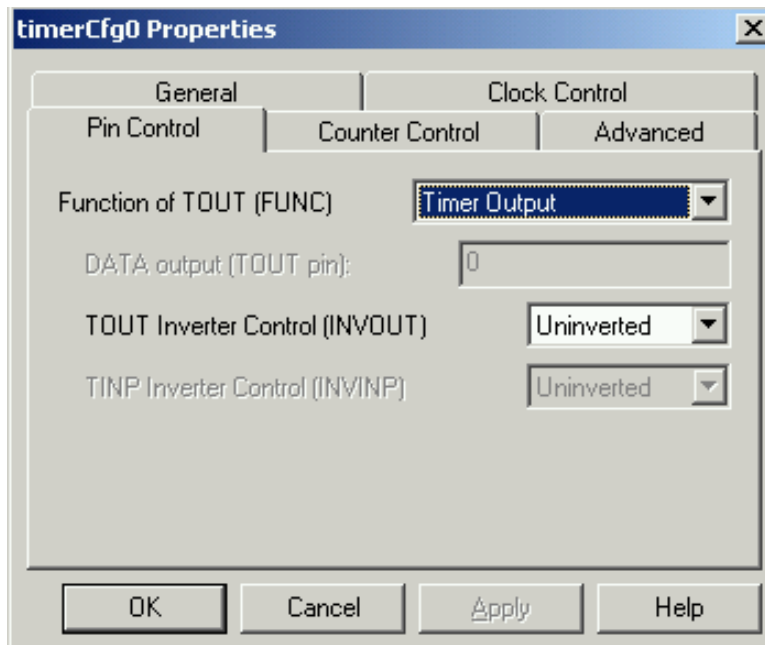 timerCfg0 Properties
General Clock Control
Pin Control Counter Control Advanced
Function of TOUT (FUNC) Timer Output
DATA output (TOUT pin): 0
TOUT Inverter Control (INVOUT) Uninverted
TINP Inverter Control (INVINP) Uninverted
OK Cancel Apply Help